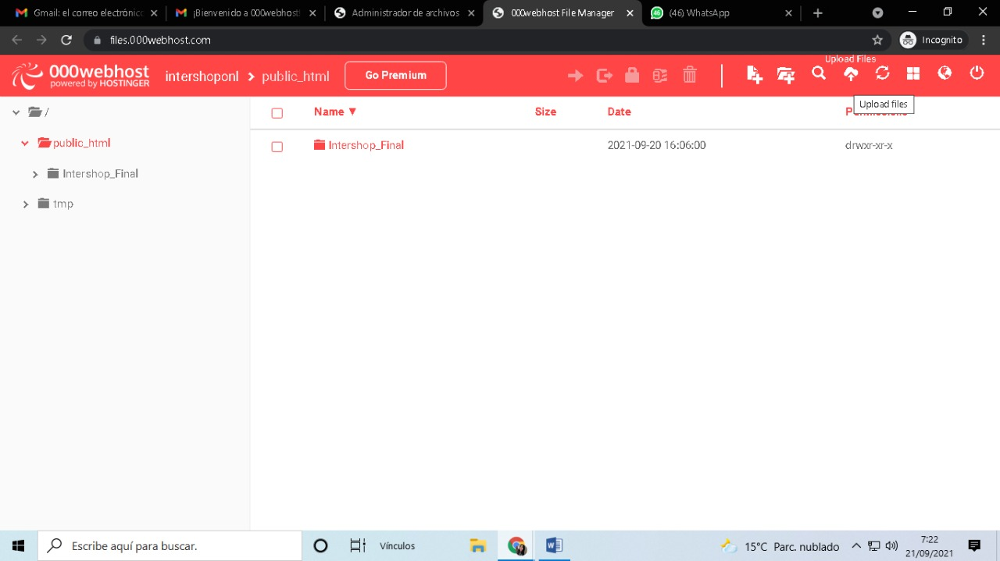 Gmail: el correo electrónic
¡Bienvenido a 000webhost!
Administrador de archivos
000webhost File Manager
(46) WhatsApp
files.000webhost.com
Incognito
000webhost
powered by HOSTINGER
intershoponl > public_html
Go Premium
Upload Files
Upload files
/
public_html
Intershop_Final
tmp
Name ▼ Size Date
Intershop_Final 2021-09-20 16:06:00 drwxr-xr-x
Escribe aquí para buscar.
Vínculos
15°C Parc. nublado
7:22
21/09/2021